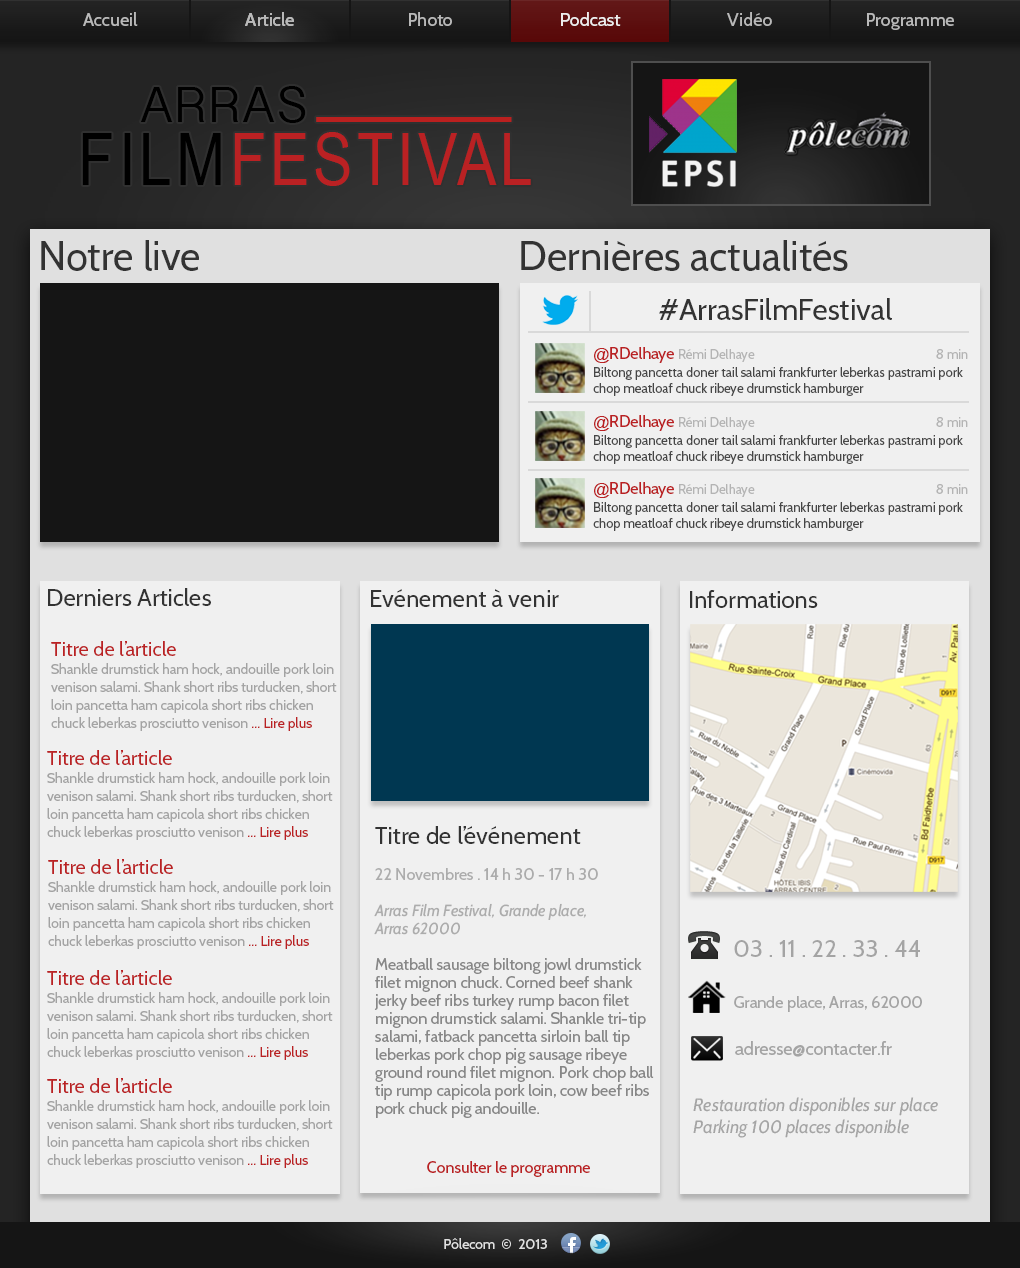 Accueil
Article
Photo
Podcast
Vidéo
Programme
ARRAS
FILMFESTIVAL
EPSI
pôlecom
Notre live
Dernières actualités
#ArrasFilmFestival
@RDelhaye Rémi Delhaye 8 min
Biltong pancetta doner tail salami frankfurter leberkas pastrami pork
chop meatloaf chuck ribeye drumstick hamburger
@RDelhaye Rémi Delhaye 8 min
Biltong pancetta doner tail salami frankfurter leberkas pastrami pork
chop meatloaf chuck ribeye drumstick hamburger
@RDelhaye Rémi Delhaye 8 min
Biltong pancetta doner tail salami frankfurter leberkas pastrami pork
chop meatloaf chuck ribeye drumstick hamburger
Derniers Articles
Titre de l'article
Shankle drumstick ham hock, andouille pork loin
venison salami. Shank short ribs turducken, short
loin pancetta ham capicola short ribs chicken
chuck leberkas prosciutto venison ... Lire plus
Titre de l'article
Shankle drumstick ham hock, andouille pork loin
venison salami. Shank short ribs turducken, short
loin pancetta ham capicola short ribs chicken
chuck leberkas prosciutto venison ... Lire plus
Titre de l'article
Shankle drumstick ham hock, andouille pork loin
venison salami. Shank short ribs turducken, short
loin pancetta ham capicola short ribs chicken
chuck leberkas prosciutto venison ... Lire plus
Titre de l'article
Shankle drumstick ham hock, andouille pork loin
venison salami. Shank short ribs turducken, short
loin pancetta ham capicola short ribs chicken
chuck leberkas prosciutto venison ... Lire plus
Titre de l'article
Shankle drumstick ham hock, andouille pork loin
venison salami. Shank short ribs turducken, short
loin pancetta ham capicola short ribs chicken
chuck leberkas prosciutto venison ... Lire plus
Evénement à venir
Titre de l'événement
22 Novembres . 14 h 30 - 17 h 30
Arras Film Festival, Grande place,
Arras 62000
Meatball sausage biltong jowl drumstick
filet mignon chuck. Corned beef shank
jerky beef ribs turkey rump bacon filet
mignon drumstick salami. Shankle tri-tip
salami, fatback pancetta sirloin ball tip
leberkas pork chop pig sausage ribeye
ground round filet mignon. Pork chop ball
tip rump capicola pork loin, cow beef ribs
pork chuck pig andouille.
Consulter le programme
Informations
Maine
Rue
Rue du
Rue de Lolliette
Av. Paul M
Rue Sainte-Croix
Grand Place
D917
Rue du Noble
Grand Place
Grand Place
P
Cinémovida
Rue des 3 Marteaux
Rue de la Taillerie
Rue du Cardinal
Rue Paul Perrin
Bd Faidherbe
D917
HÔTEL IBIS
ARRAS CENTRE
03 . 11 . 22 . 33 . 44
Grande place, Arras, 62000
adresse@contacter.fr
Restauration disponibles sur place
Parking 100 places disponible
Pôlecom © 2013